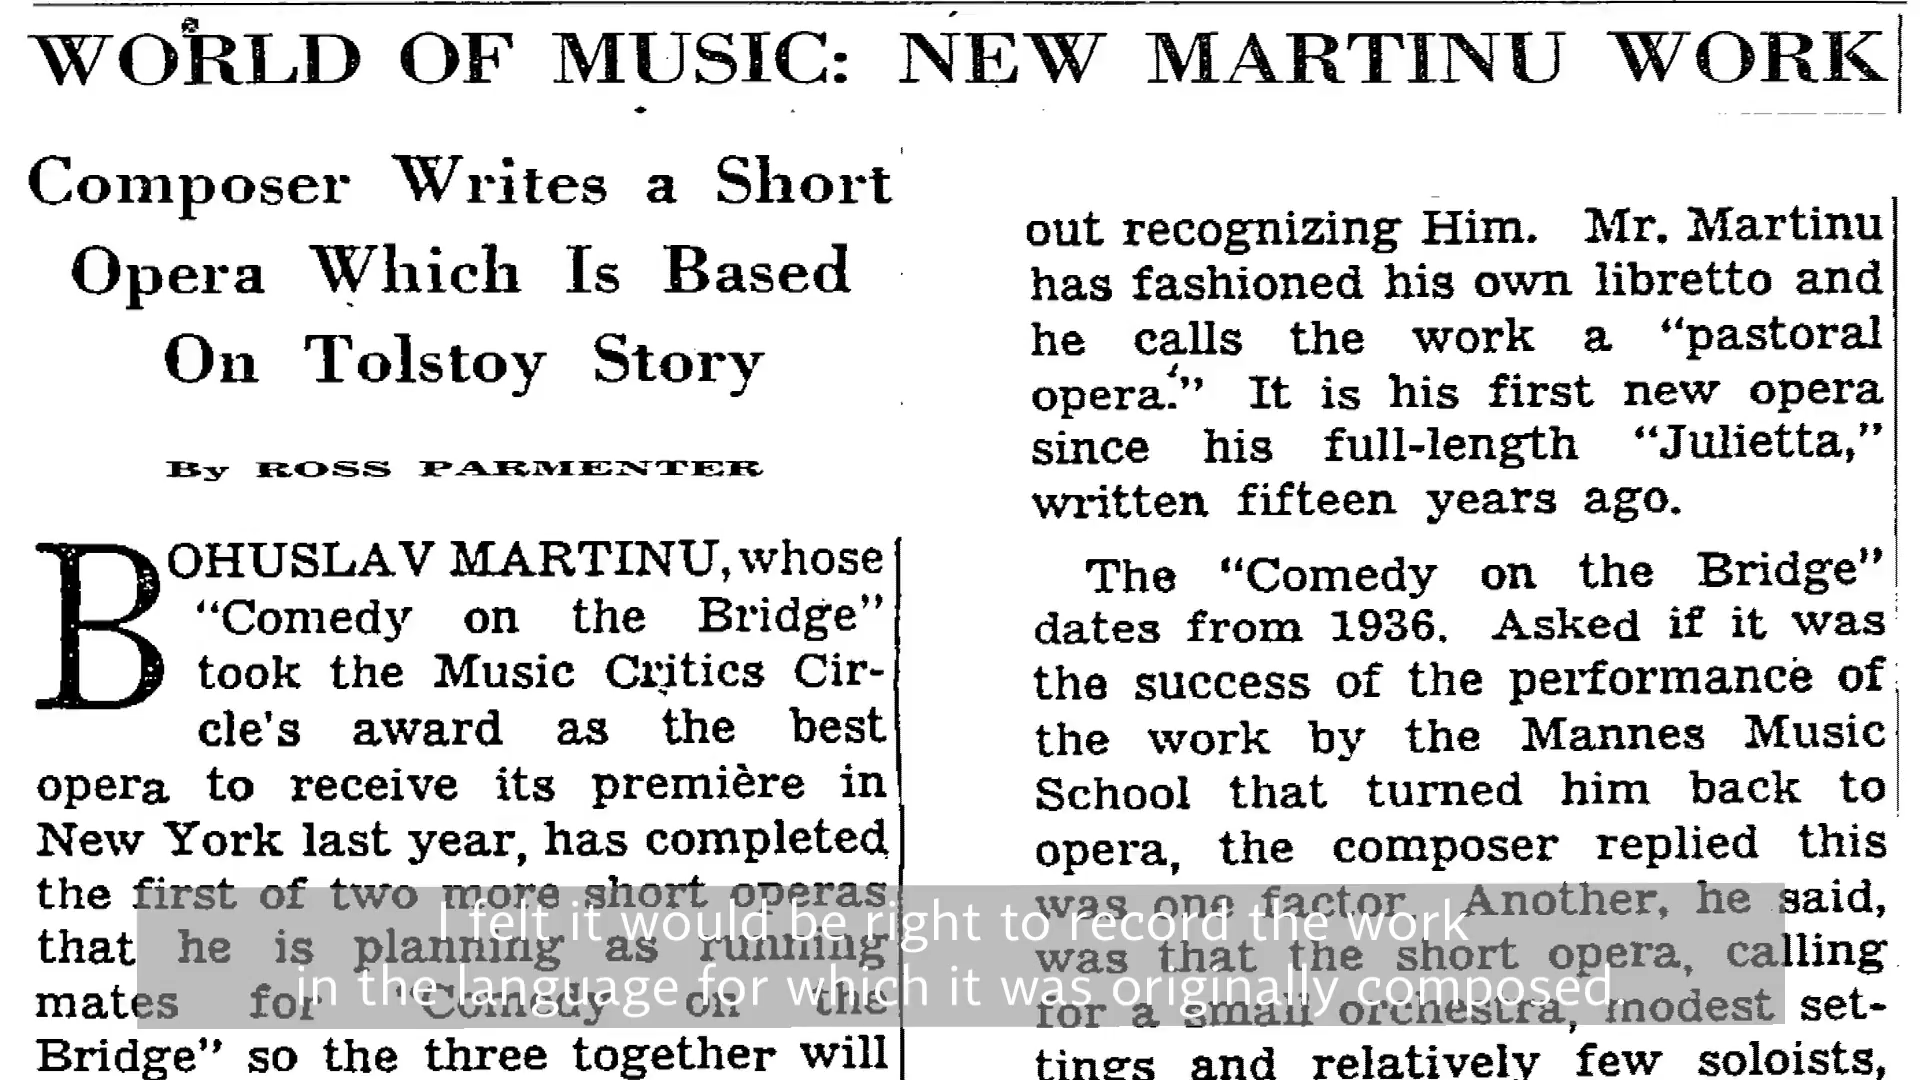 WORLD OF MUSIC: NEW MARTINU WORK
Composer Writes a Short
Opera Which Is Based
On Tolstoy Story
By ROSS PARMENTER
BOHUSLAV MARTINU, whose
“Comedy on the Bridge”
took the Music Critics Cir-
cle's award as the best
opera to receive its première in
New York last year, has completed
the first of two more short operas
that he is planning as running
mates for “Comedy on the
Bridge” so the three together will
out recognizing Him. Mr. Martinu
has fashioned his own libretto and
he calls the work a “pastoral
opera.” It is his first new opera
since his full-length “Julietta,”
written fifteen years ago.
The “Comedy on the Bridge”
dates from 1936. Asked if it was
the success of the performance of
the work by the Mannes Music
School that turned him back to
opera, the composer replied this
was one factor. Another, he said,
was that the short opera, calling
for a small orchestra, modest set-
tings and relatively few soloists,
I felt it would be right to record the work
in the language for which it was originally composed.